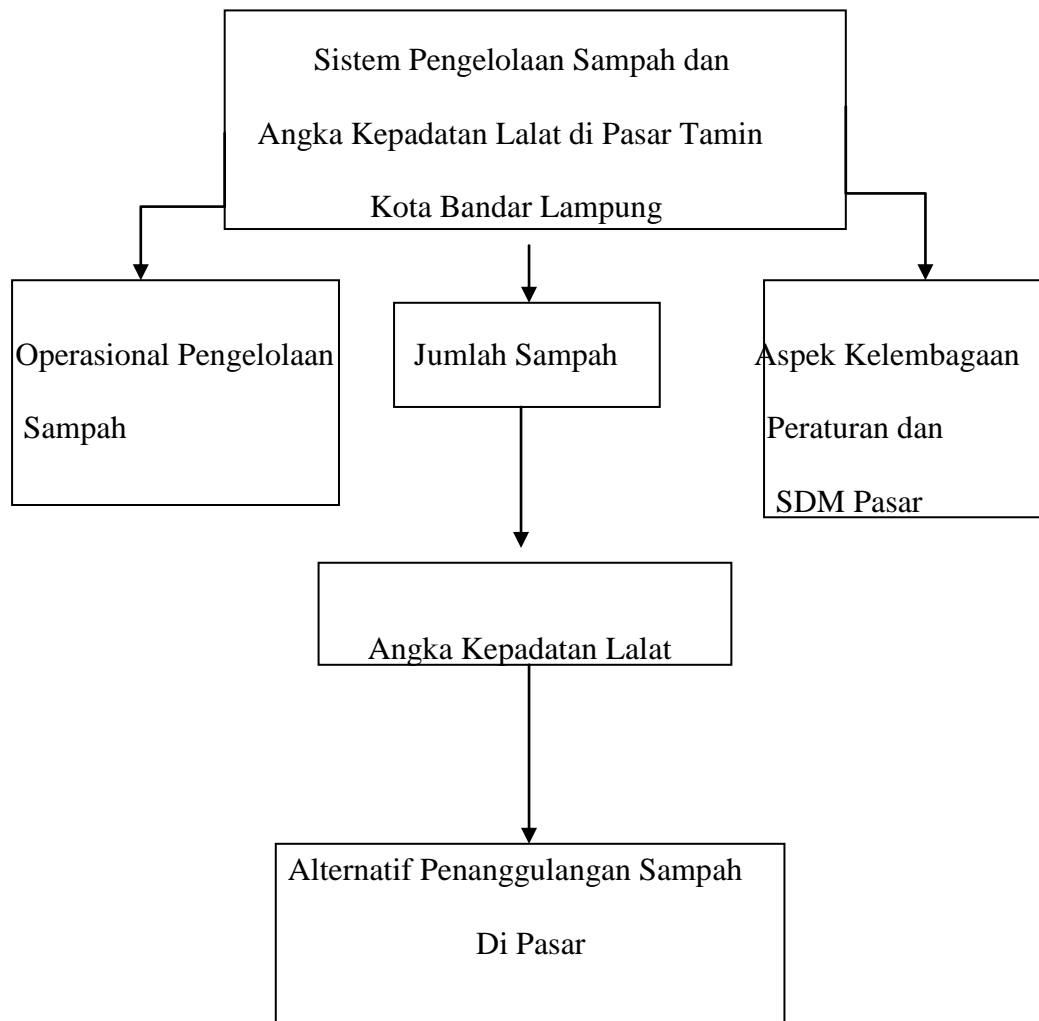 Sistem Pengelolaan Sampah dan
Angka Kepadatan Lalat di Pasar Tamin
Kota Bandar Lampung
Operasional Pengelolaan
Sampah
Jumlah Sampah
Aspek Kelembagaan
Peraturan dan
SDM Pasar
Angka Kepadatan Lalat
Alternatif Penanggulangan Sampah
Di Pasar